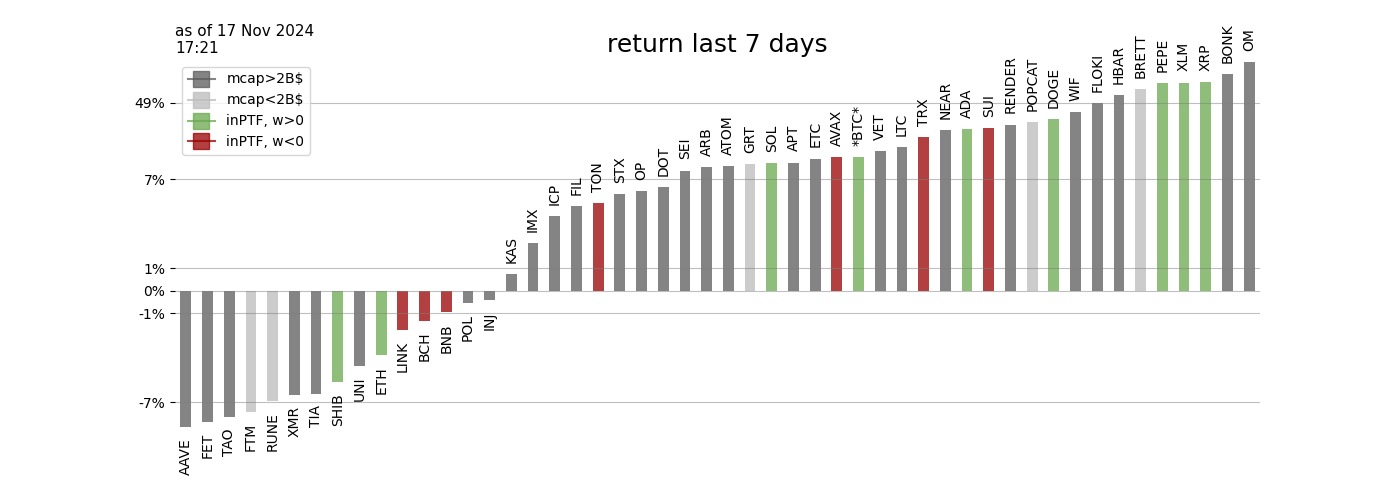 as of 17 Nov 2024
17:21
return last 7 days
mcap>2B$
mcap<2B$
inPTF, w>0
inPTF, w<0
49%
7%
1%
0%
-1%
-7%
AAVE
FET
TAO
FTM
RUNE
XMR
TIA
SHIB
UNI
ETH
LINK
BCH
BNB
POL
INJ
KAS
IMX
ICP
FIL
TON
STX
OP
DOT
SEI
ARB
ATOM
GRT
SOL
APT
ETC
AVAX
*BTC*
VET
LTC
TRX
NEAR
ADA
SUI
RENDER
POPCAT
DOGE
WIF
FLOKI
HBAR
BRETT
PEPE
XLM
XRP
BONK
OM